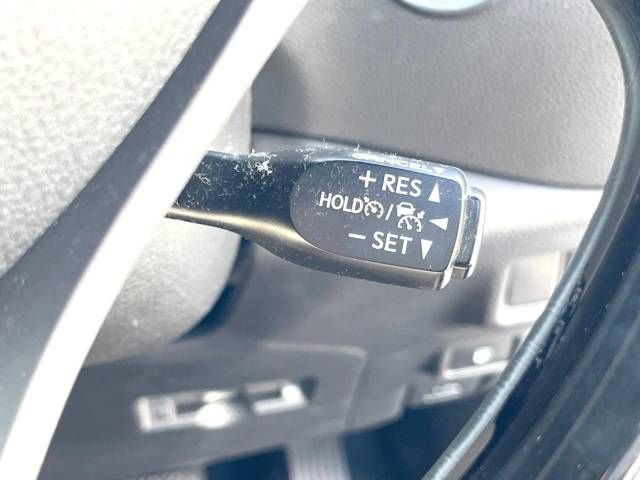 + RES
HOLD /
− SET